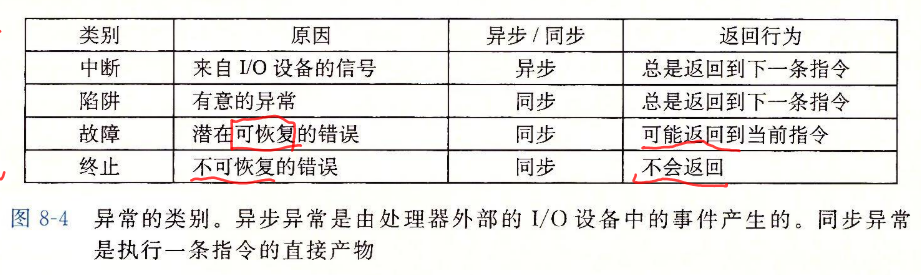 类别 原因 异步/同步 返回行为
中断 来自 I/O 设备的信号 异步 总是返回到下一条指令
陷阱 有意的异常 同步 总是返回到下一条指令
故障 潜在可恢复的错误 同步 可能返回到当前指令
终止 不可恢复的错误 同步 不会返回
图 8-4 异常的类别。异步异常是由处理器外部的 I/O 设备中的事件产生的。同步异常
是执行一条指令的直接产物